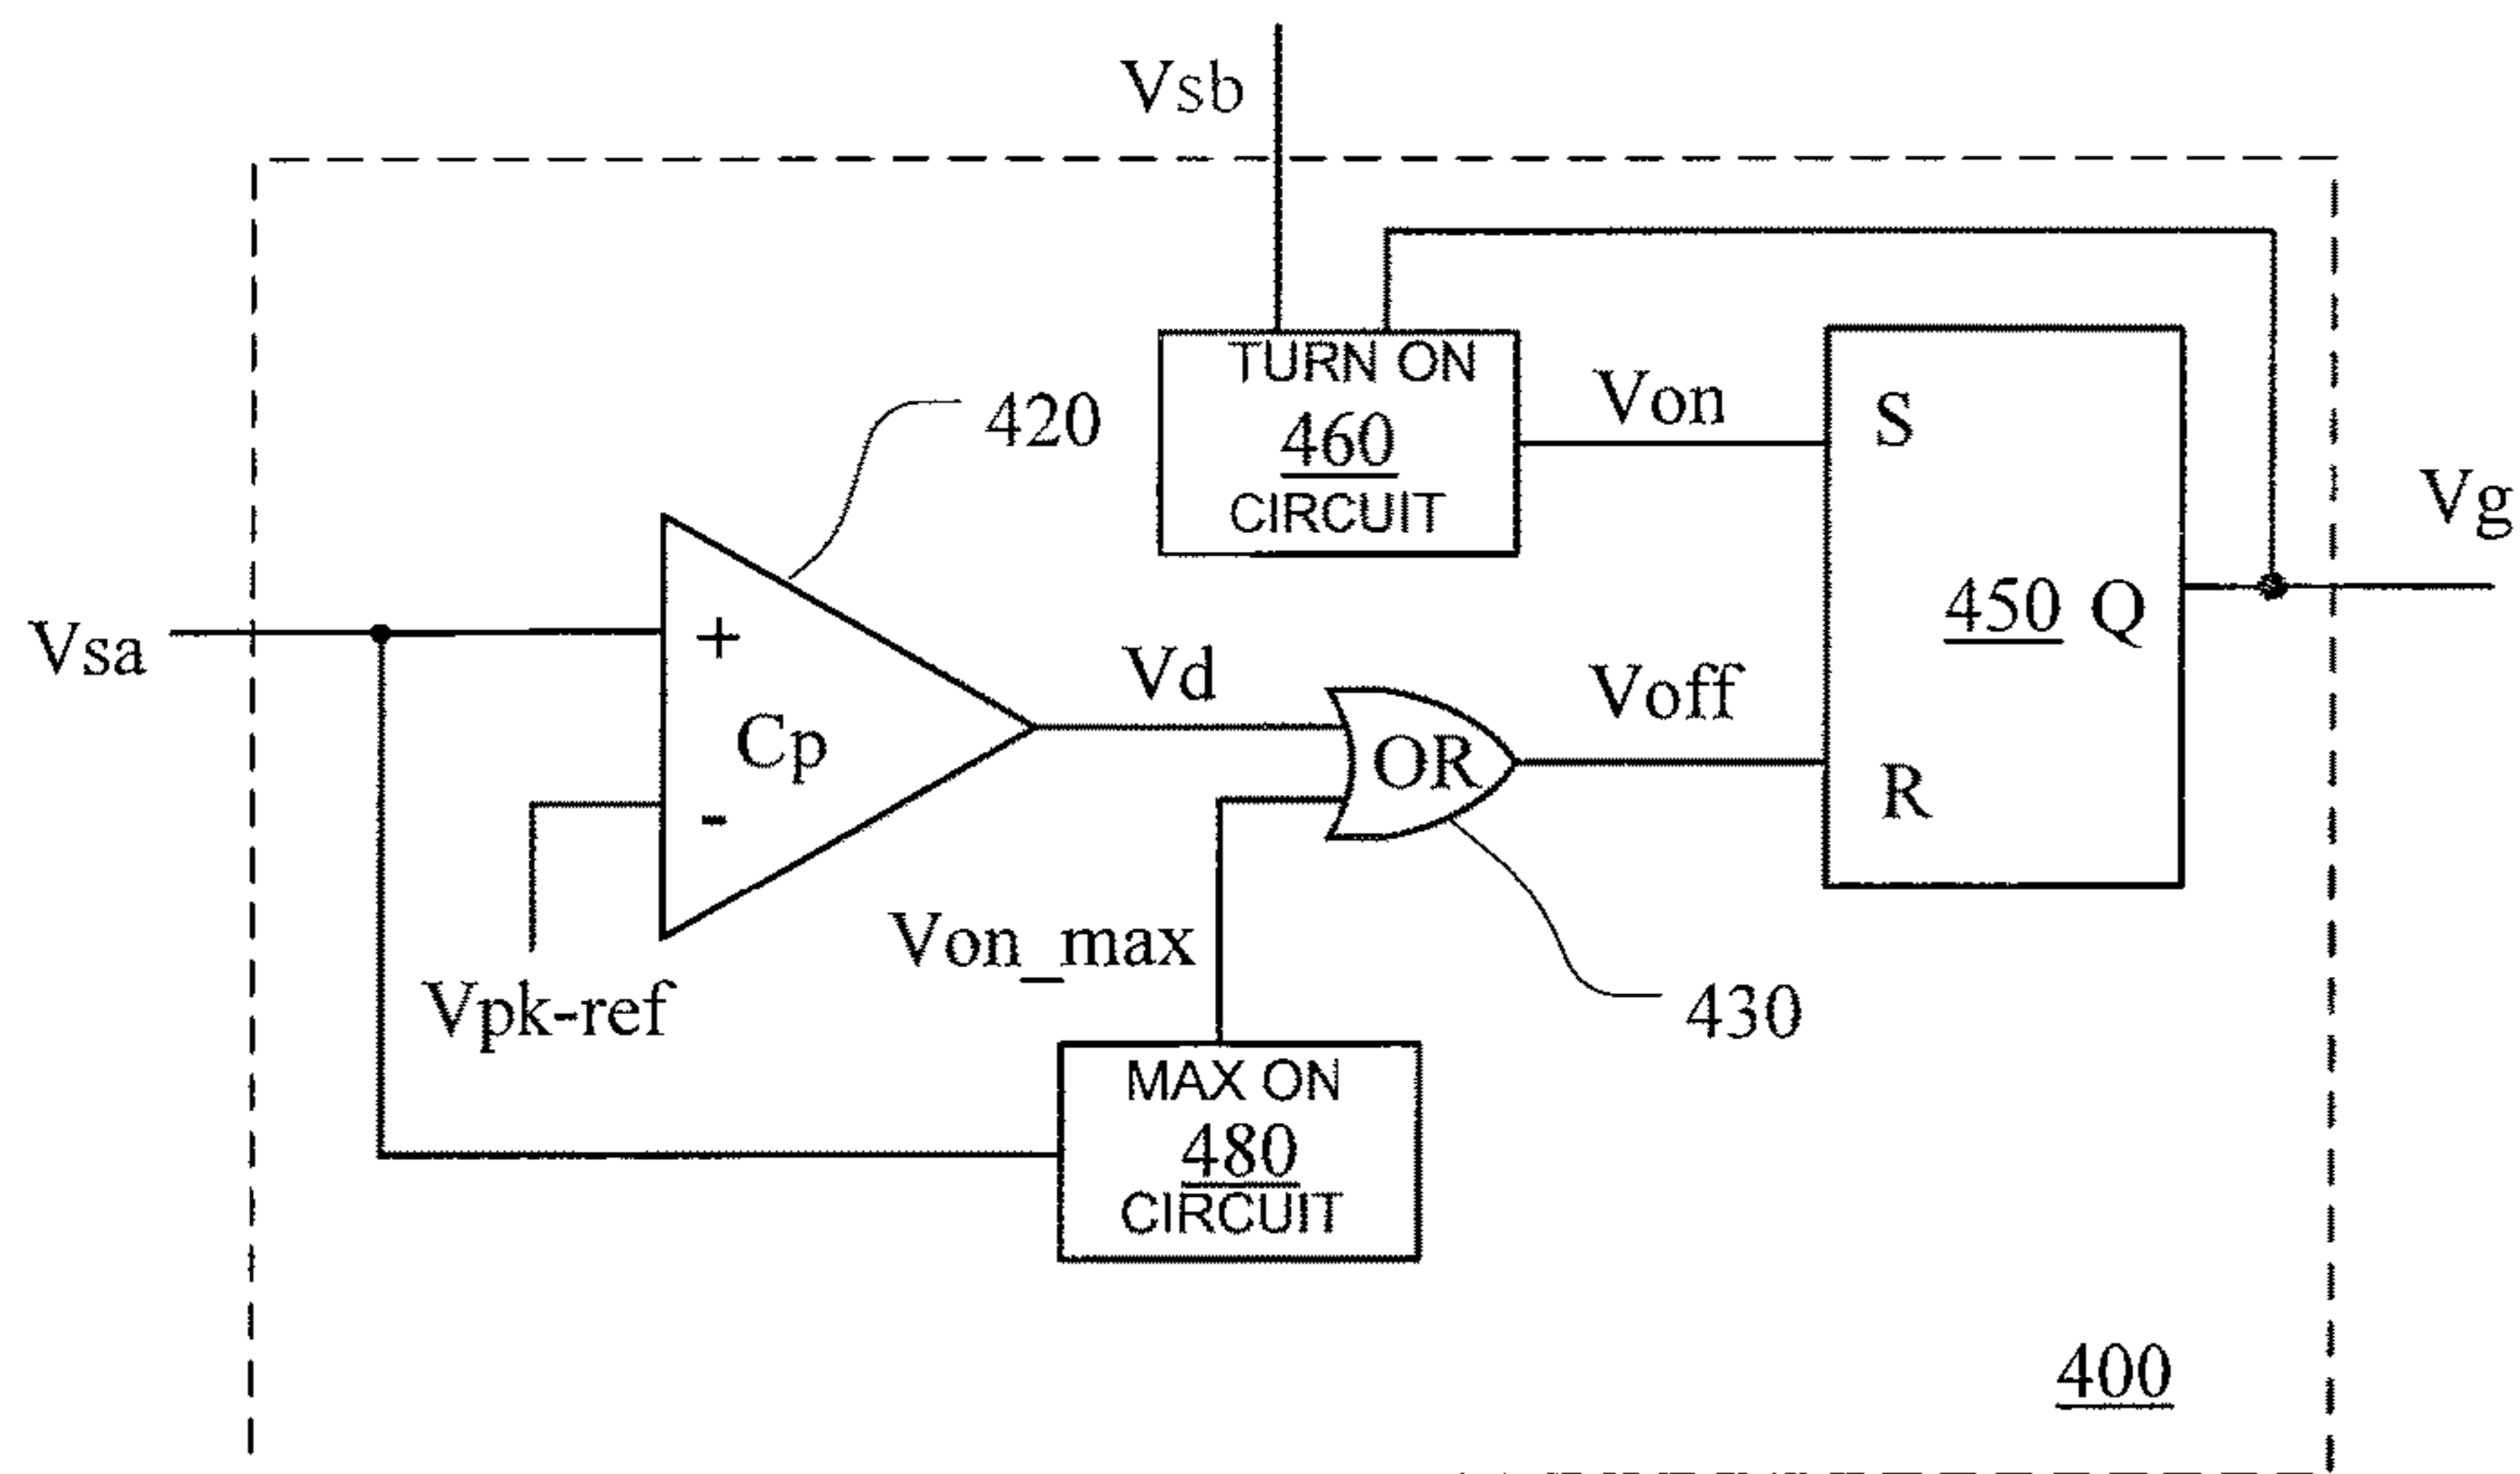 Vsb
TURN ON
460
CIRCUIT
Von
S
420
Vg
450 Q
Vsa
+
Cp
-
Vd
OR
Voff
R
Von_max
Vpk-ref
430
MAX ON
480
CIRCUIT
400